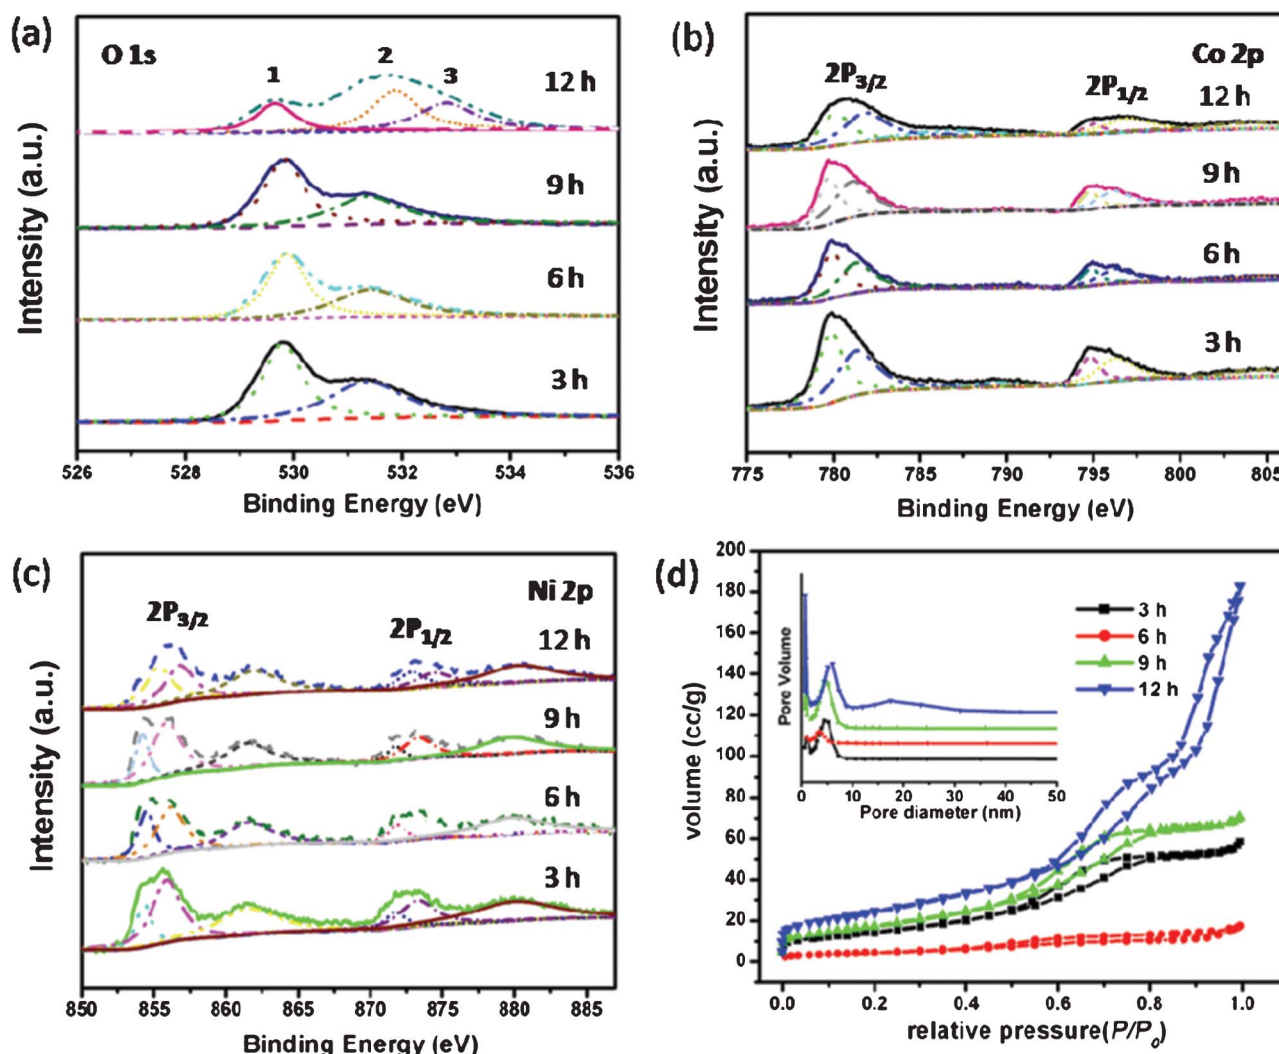 (a)
O 1s
1
2
3
12 h
9 h
6 h
3 h
Intensity (a.u.)
526 528 530 532 534 536
Binding Energy (eV)
(b)
Co 2p
2P3/2
2P1/2
12 h
9 h
6 h
3 h
Intensity (a.u.)
775 780 785 790 795 800 805
Binding Energy (eV)
(c)
Ni 2p
2P3/2
2P1/2
12 h
9 h
6 h
3 h
Intensity (a.u.)
850 855 860 865 870 875 880 885
Binding Energy (eV)
(d)
200
180
160
140
120
100
80
60
40
20
0
volume (cc/g)
0.0 0.2 0.4 0.6 0.8 1.0
relative pressure(P/Po)
3 h
6 h
9 h
12 h
Pore Volume
0 10 20 30 40 50
Pore diameter (nm)